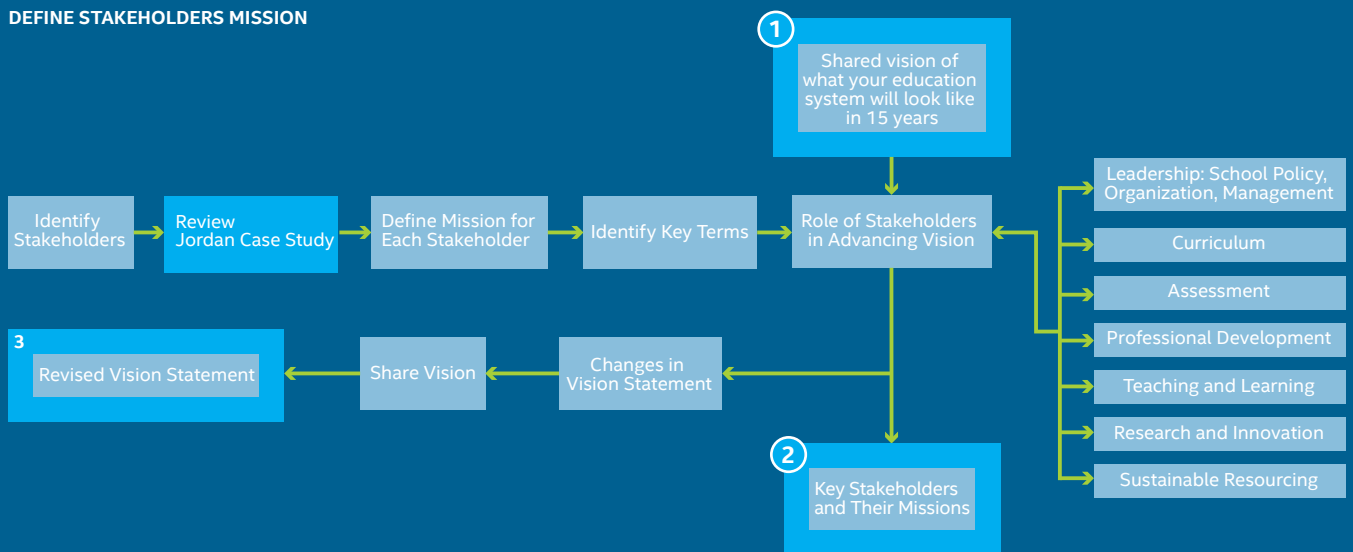 DEFINE STAKEHOLDERS MISSION
1
Shared vision of
what your education
system will look like
in 15 years
Identify
Stakeholders
Review
Jordan Case Study
Define Mission for
Each Stakeholder
Identify Key Terms
Role of Stakeholders
in Advancing Vision
Leadership: School Policy,
Organization, Management
Curriculum
Assessment
Professional Development
Teaching and Learning
Research and Innovation
Sustainable Resourcing
3
Revised Vision Statement
Share Vision
Changes in
Vision Statement
2
Key Stakeholders
and Their Missions